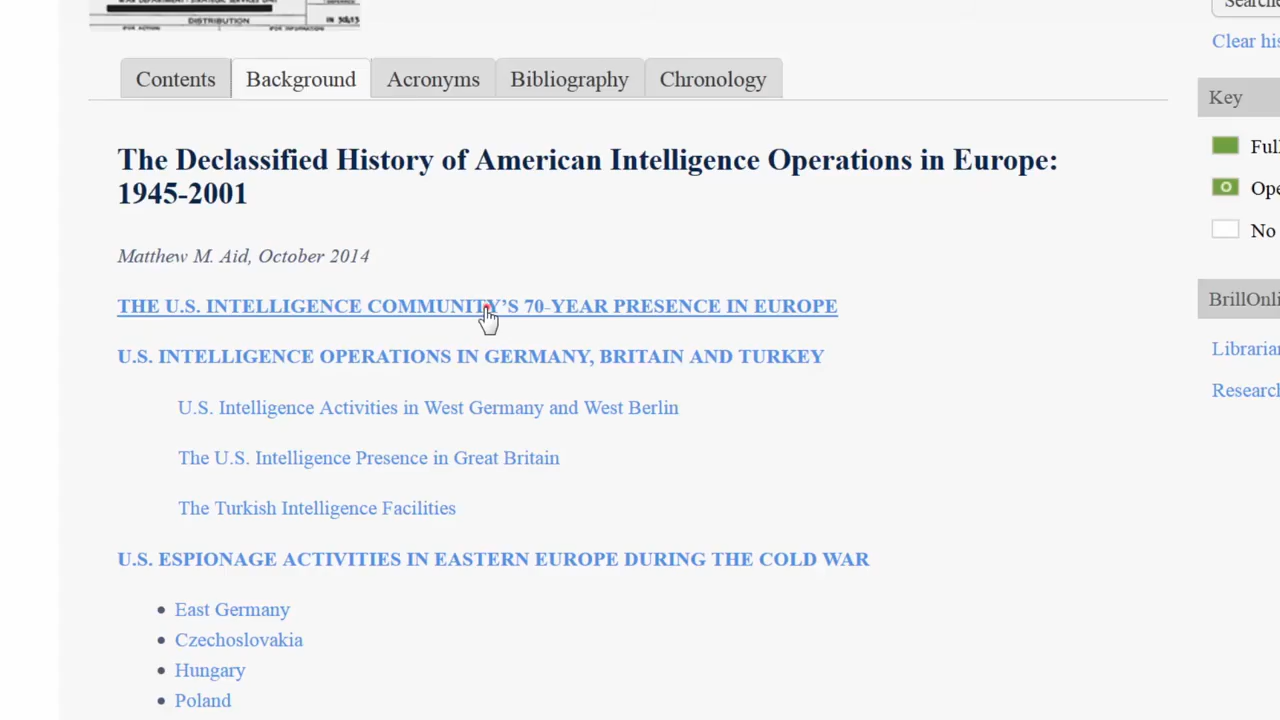 DISTRIBUTION
Contents
Background
Acronyms
Bibliography
Chronology
The Declassified History of American Intelligence Operations in Europe:
1945-2001
Matthew M. Aid, October 2014
THE U.S. INTELLIGENCE COMMUNITY’S 70-YEAR PRESENCE IN EUROPE
U.S. INTELLIGENCE OPERATIONS IN GERMANY, BRITAIN AND TURKEY
U.S. Intelligence Activities in West Germany and West Berlin
The U.S. Intelligence Presence in Great Britain
The Turkish Intelligence Facilities
U.S. ESPIONAGE ACTIVITIES IN EASTERN EUROPE DURING THE COLD WAR
East Germany
Czechoslovakia
Hungary
Poland
Searche
Clear his
Key
Full
Ope
No
BrillOnli
Librarian
Research